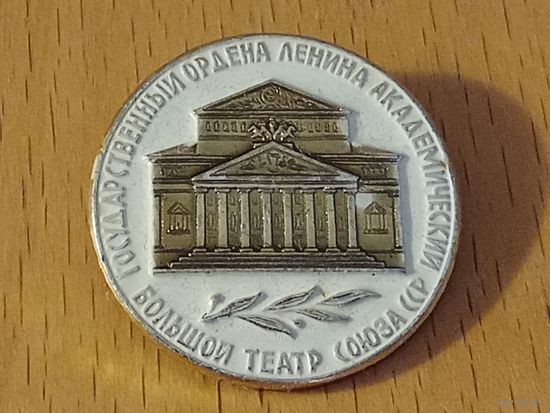 ГОСУДАРСТВЕННЫЙ ОРДЕНА ЛЕНИНА АКАДЕМИЧЕСКИЙ
БОЛЬШОЙ ТЕАТР СОЮЗА ССР